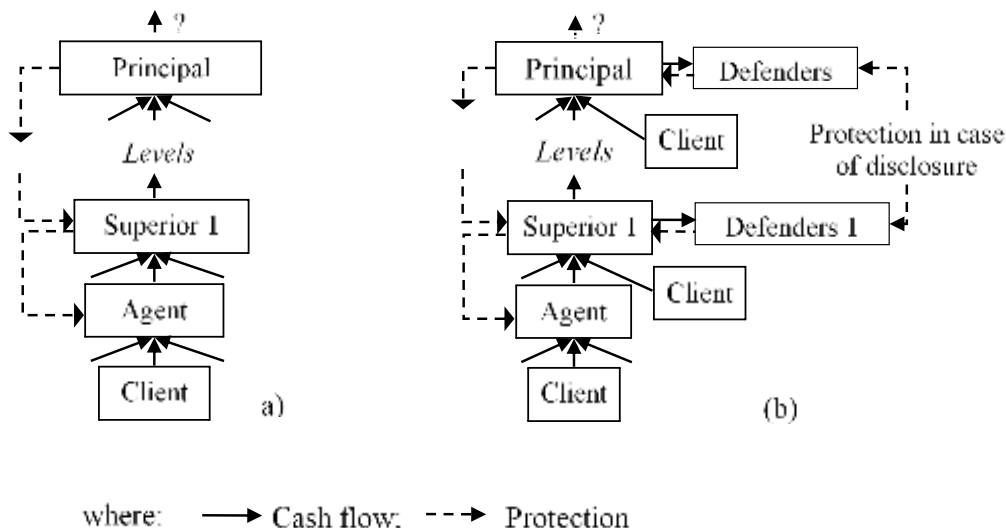 ?
Principal
Levels
Superior 1
Agent
Client
a)
?
Principal
Defenders
Client
Levels
Protection in case
of disclosure
Superior 1
Defenders 1
Client
Agent
Client
(b)
where: Cash flow; Protection